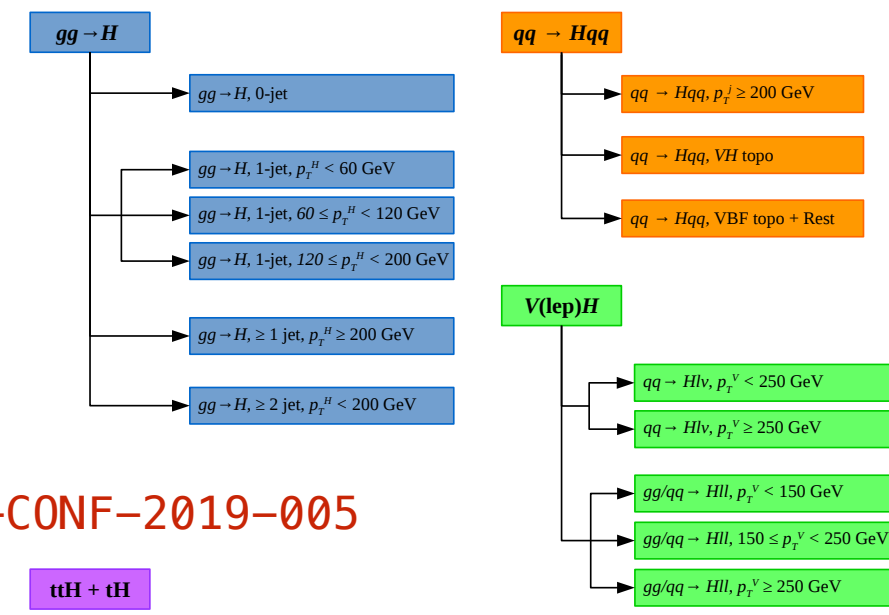 gg→H
gg→H, 0-jet
gg→H, 1-jet, p_T^H < 60 GeV
gg→H, 1-jet, 60 ≤ p_T^H < 120 GeV
gg→H, 1-jet, 120 ≤ p_T^H < 200 GeV
gg→H, ≥ 1 jet, p_T^H ≥ 200 GeV
gg→H, ≥ 2 jet, p_T^H < 200 GeV
-CONF-2019-005
ttH + tH
qq → Hqq
qq → Hqq, p_T^j ≥ 200 GeV
qq → Hqq, VH topo
qq → Hqq, VBF topo + Rest
V(lep)H
qq→ Hlν, p_T^V < 250 GeV
qq→ Hlν, p_T^V ≥ 250 GeV
gg/qq→ Hll, p_T^V < 150 GeV
gg/qq→ Hll, 150 ≤ p_T^V < 250 GeV
gg/qq→ Hll, p_T^V ≥ 250 GeV